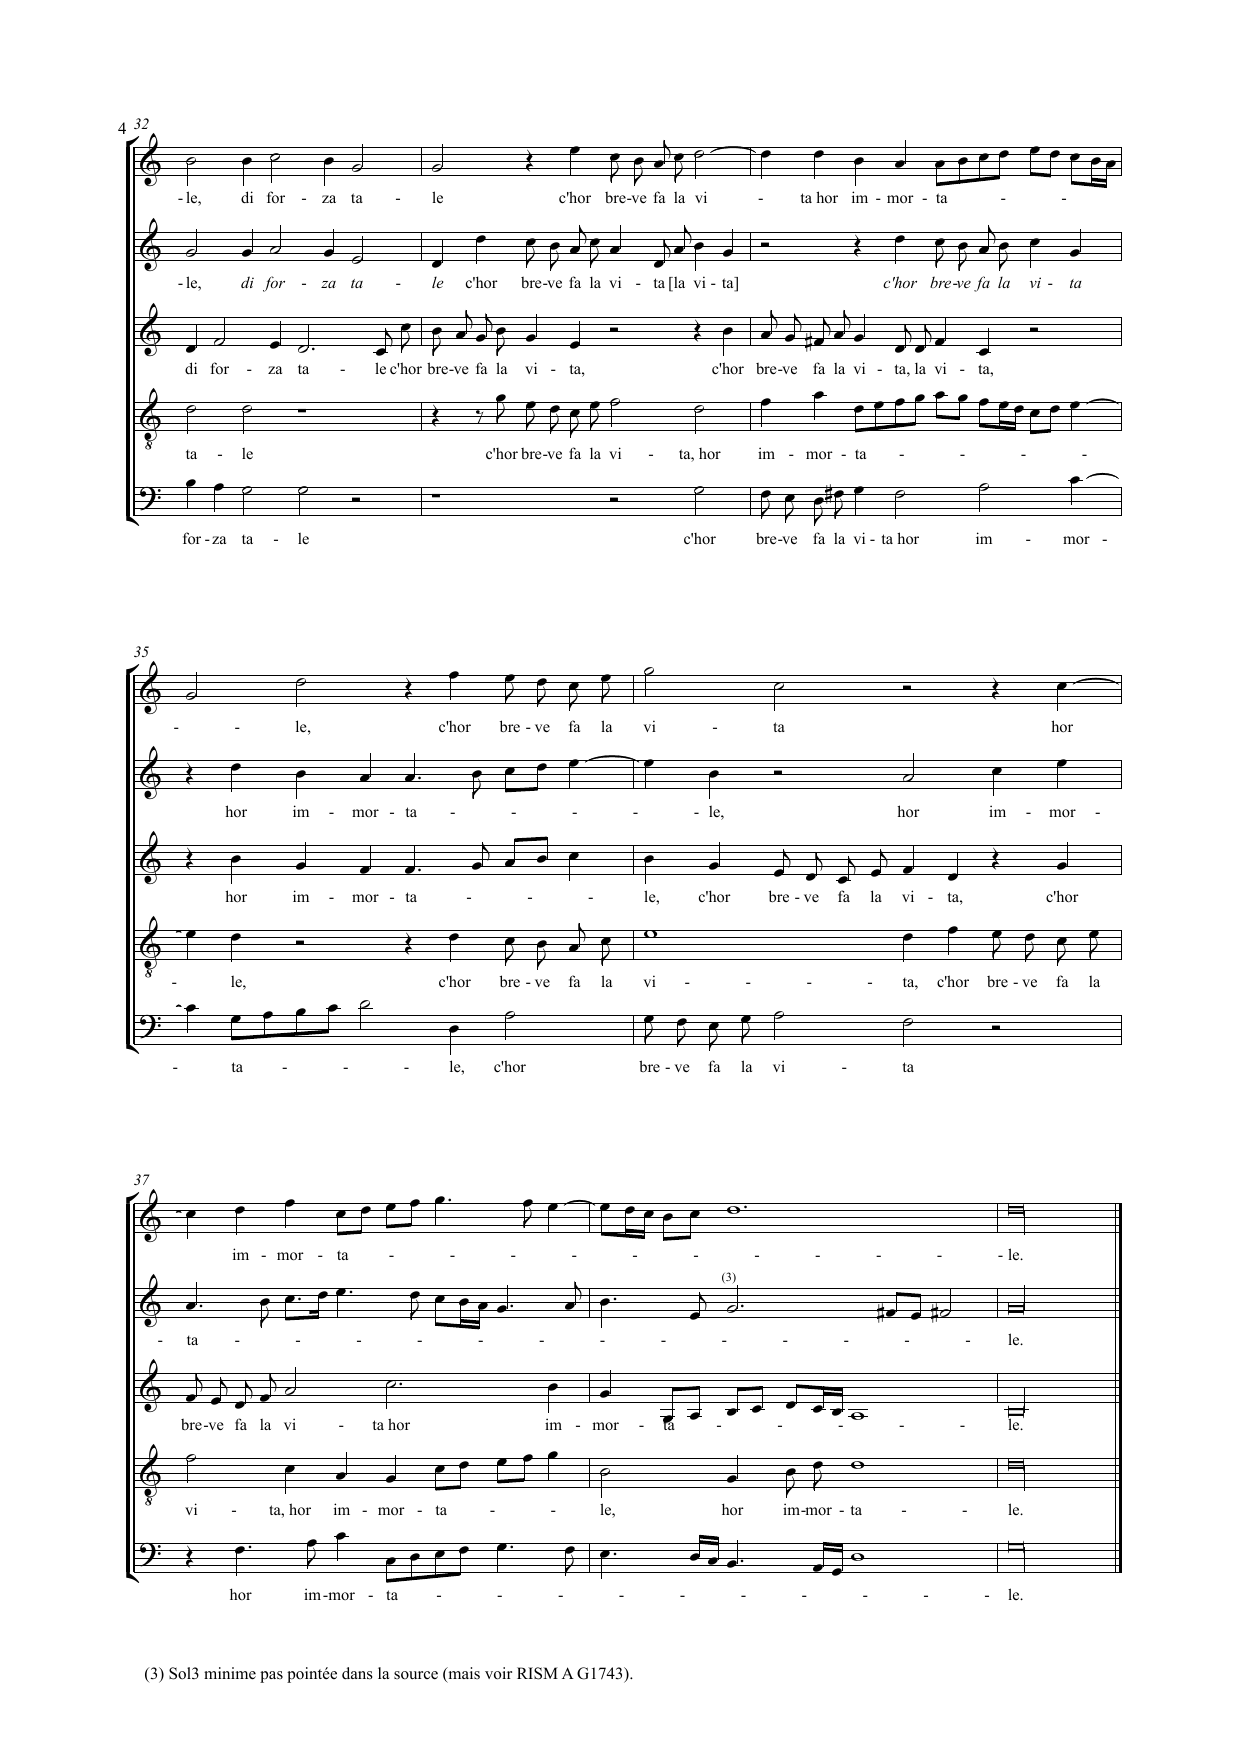 4 32
- le, di for - za ta - le c'hor bre-ve fa la vi - ta hor im - mor - ta - - -
- le, di for - za ta - le c'hor bre-ve fa la vi - ta [la vi - ta] c'hor bre-ve fa la vi - ta
di for - za ta - le c'hor bre-ve fa la vi - ta, c'hor bre-ve fa la vi - ta, la vi - ta,
8
ta - le c'hor bre-ve fa la vi - ta, hor im - mor - ta - - - -
for - za ta - le c'hor bre-ve fa la vi - ta hor im - mor -
35
- - le, c'hor bre - ve fa la vi - ta hor
hor im - mor - ta - - - - - le, hor im - mor -
hor im - mor - ta - - - le, c'hor bre - ve fa la vi - ta, c'hor
8
- le, c'hor bre - ve fa la vi - - - ta, c'hor bre - ve fa la
- ta - - - le, c'hor bre - ve fa la vi - ta
37
im - mor - ta - - - - - - - - - - - le.
(3)
- ta - - - - - - - - - - - - - le.
bre-ve fa la vi - ta hor im - mor - ta - - - - - le.
8
vi - ta, hor im - mor - ta - - le, hor im-mor - ta - - le.
hor im-mor - ta - - - - - - - - - - le.
(3) Sol3 minime pas pointée dans la source (mais voir RISM A G1743).